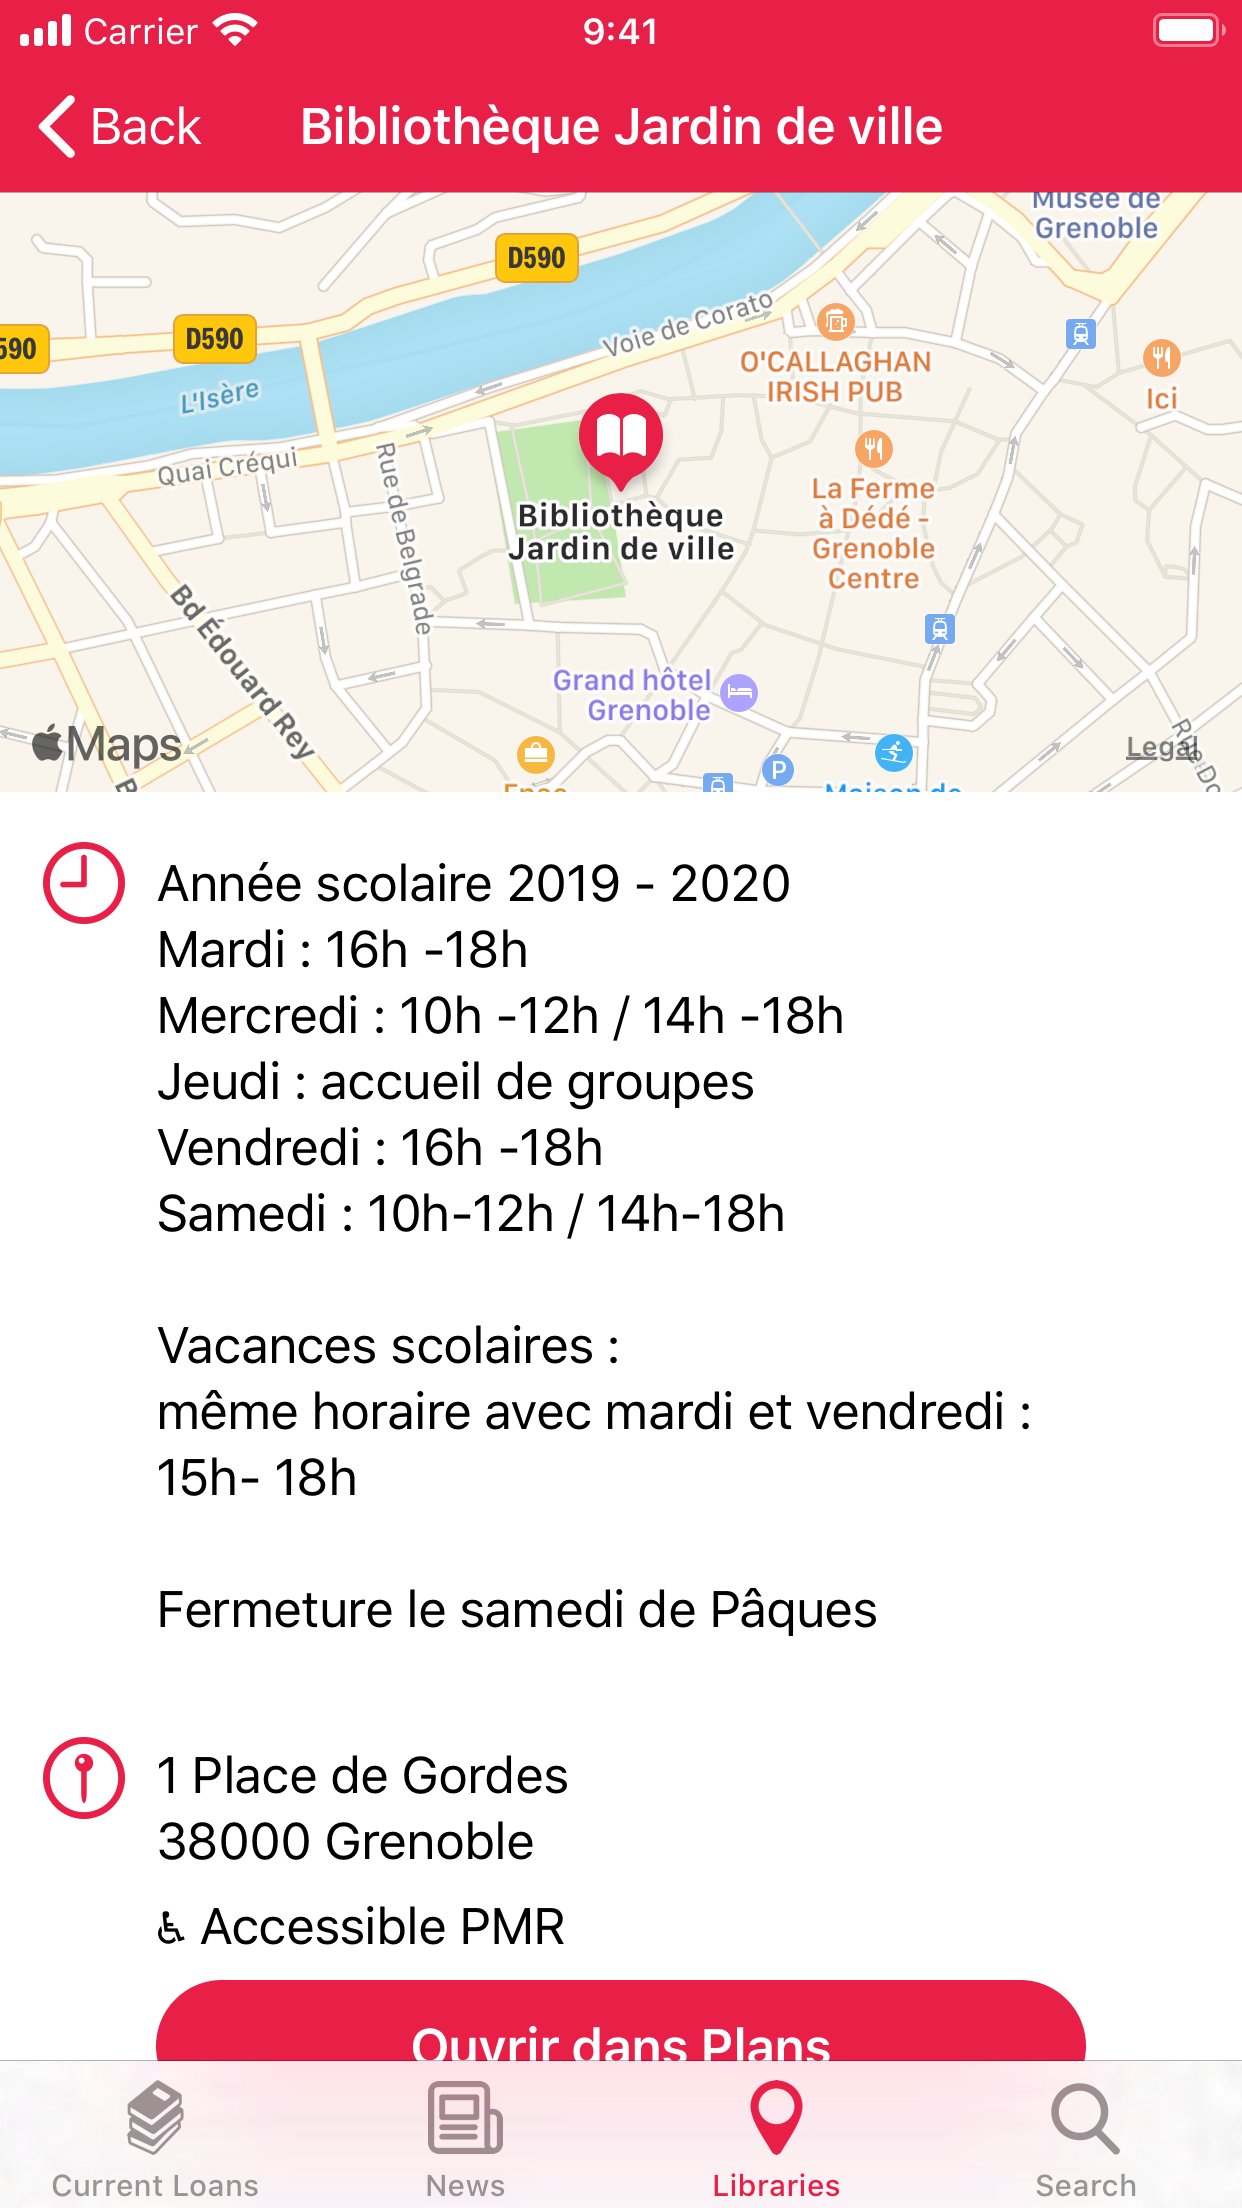 Carrier
9:41
Back
Bibliothèque Jardin de ville
Musée de
Grenoble
D590
D590
590
L'Isère
Voie de Corato
O'CALLAGHAN
IRISH PUB
Ici
Quai Créqui
Rue de Belgrade
La Ferme
à Dédé -
Grenoble
Centre
Bibliothèque
Jardin de ville
Bd Édouard Rey
Grand hôtel
Grenoble
Maps
P
Legal
Fnac
Maison de
Année scolaire 2019 - 2020
Mardi : 16h -18h
Mercredi : 10h -12h / 14h -18h
Jeudi : accueil de groupes
Vendredi : 16h -18h
Samedi : 10h-12h / 14h-18h
Vacances scolaires :
même horaire avec mardi et vendredi :
15h- 18h
Fermeture le samedi de Pâques
1 Place de Gordes
38000 Grenoble
♿ Accessible PMR
Ouvrir dans Plans
Current Loans
News
Libraries
Search